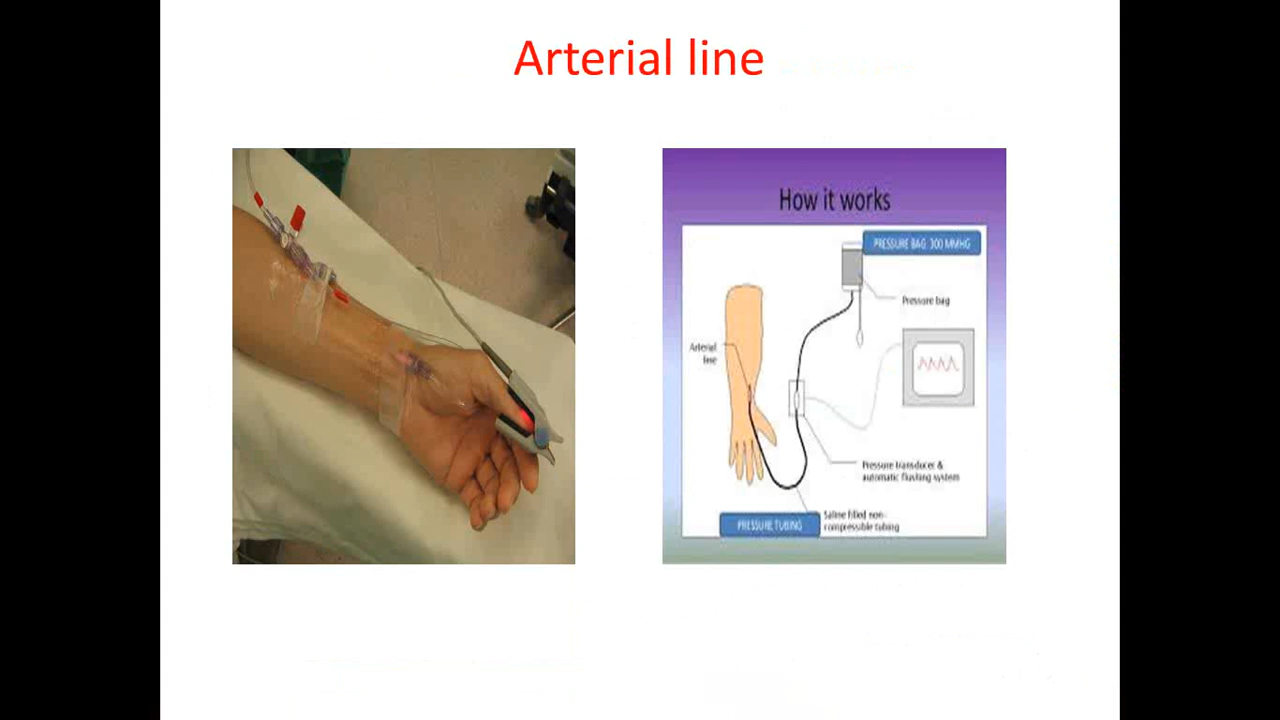 Arterial line
How it works
PRESSURE BAG 300 MMHG
Pressure bag
Arterial
line
Pressure transducer &
automatic flushing system
PRESSURE TUBING
Saline filled non-
compressible tubing